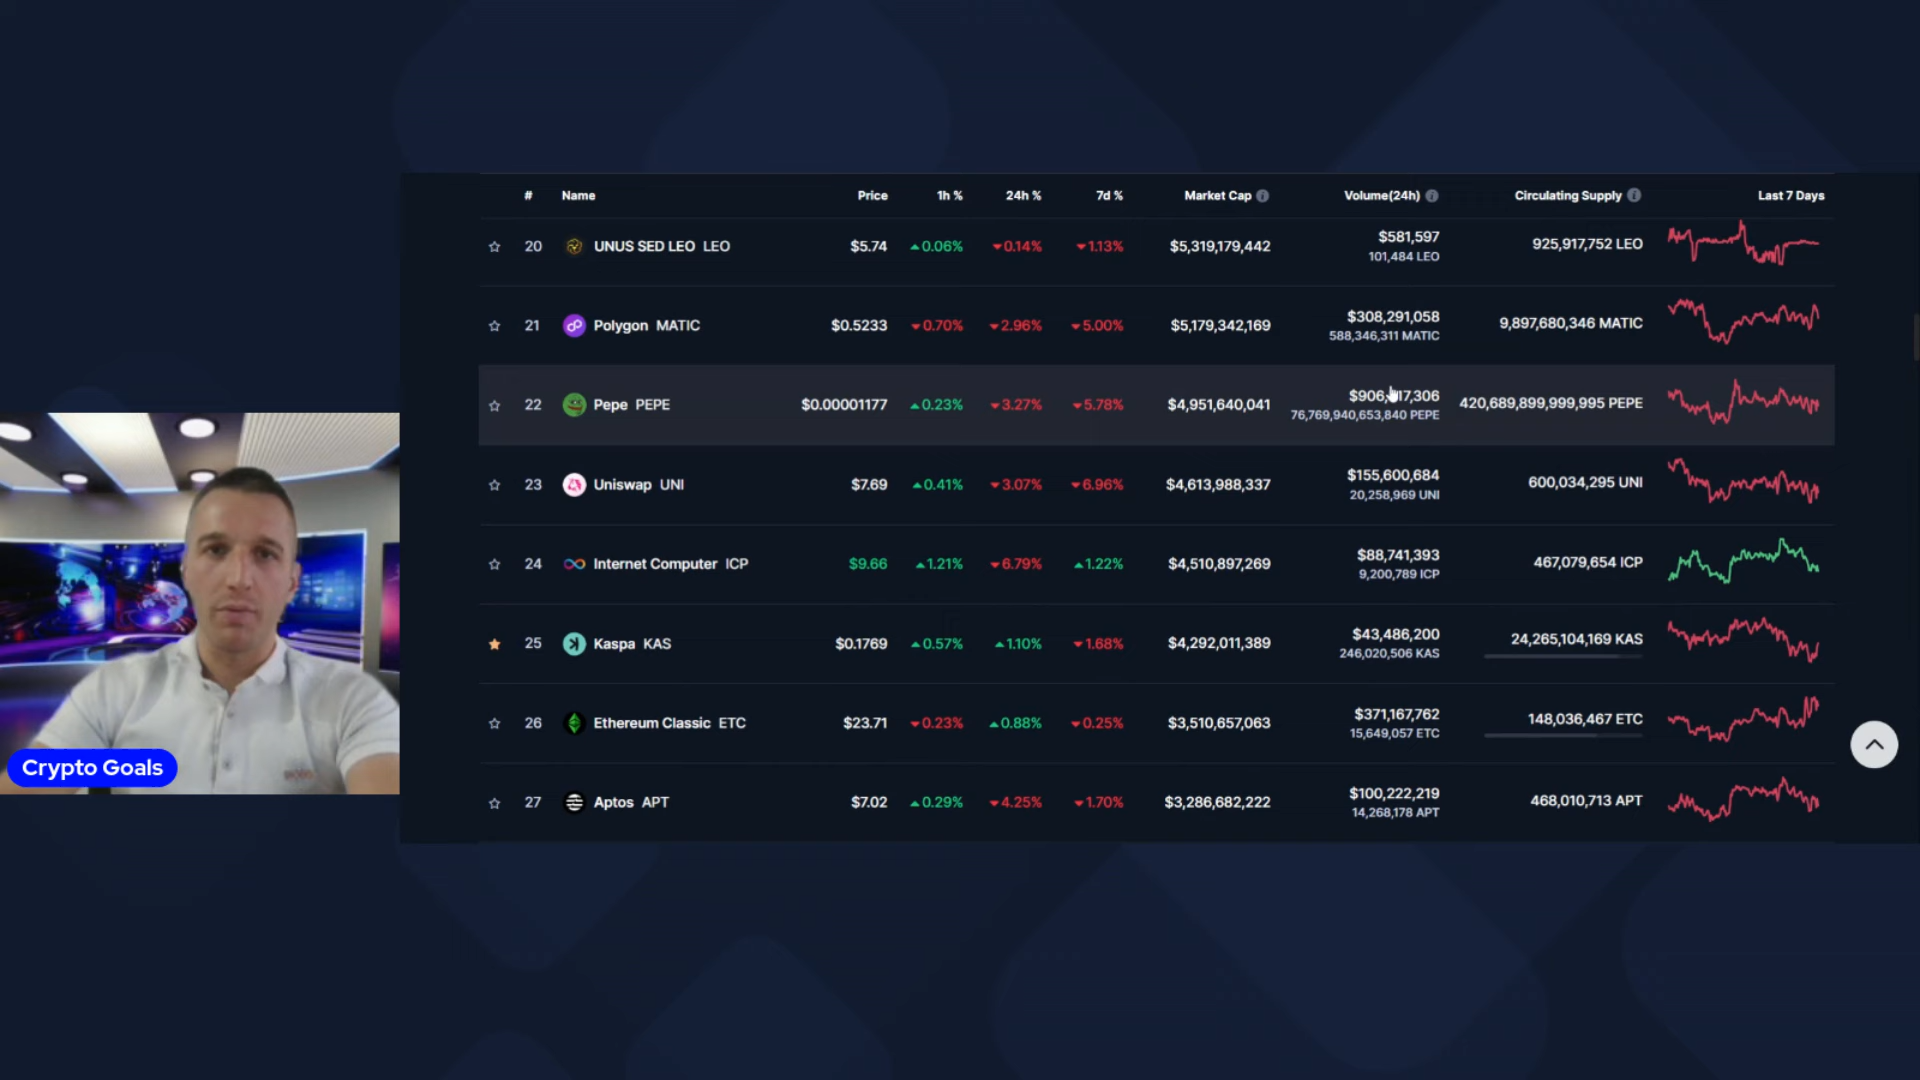 # Name Price 1h % 24h % 7d % Market Cap Volume(24h) Circulating Supply Last 7 Days
20 UNUS SED LEO LEO $5.74 0.06% 0.14% 1.13% $5,319,179,442 $581,597 925,917,752 LEO
101,484 LEO
21 Polygon MATIC $0.5233 0.70% 2.96% 5.00% $5,179,342,169 $308,291,058 9,897,680,346 MATIC
588,346,311 MATIC
22 Pepe PEPE $0.00001177 0.23% 3.27% 5.78% $4,951,640,041 420,689,899,999,995 PEPE
76,769,940,653,840 PEPE
23 Uniswap UNI $7.69 0.41% 3.07% 6.96% $4,613,988,337 $155,600,684 600,034,295 UNI
20,258,969 UNI
24 Internet Computer ICP $9.66 1.21% 6.79% 1.22% $4,510,897,269 $88,741,393 467,079,654 ICP
9,200,789 ICP
25 Kaspa KAS $0.1769 0.57% 1.10% 1.68% $4,292,011,389 $43,486,200 24,265,104,169 KAS
246,020,506 KAS
26 Ethereum Classic ETC $23.71 0.23% 0.88% 0.25% $3,510,657,063 $371,167,762 148,036,467 ETC
15,649,057 ETC
27 Aptos APT $7.02 0.29% 4.25% 1.70% $3,286,682,222 $100,222,219 468,010,713 APT
14,268,178 APT
Crypto Goals